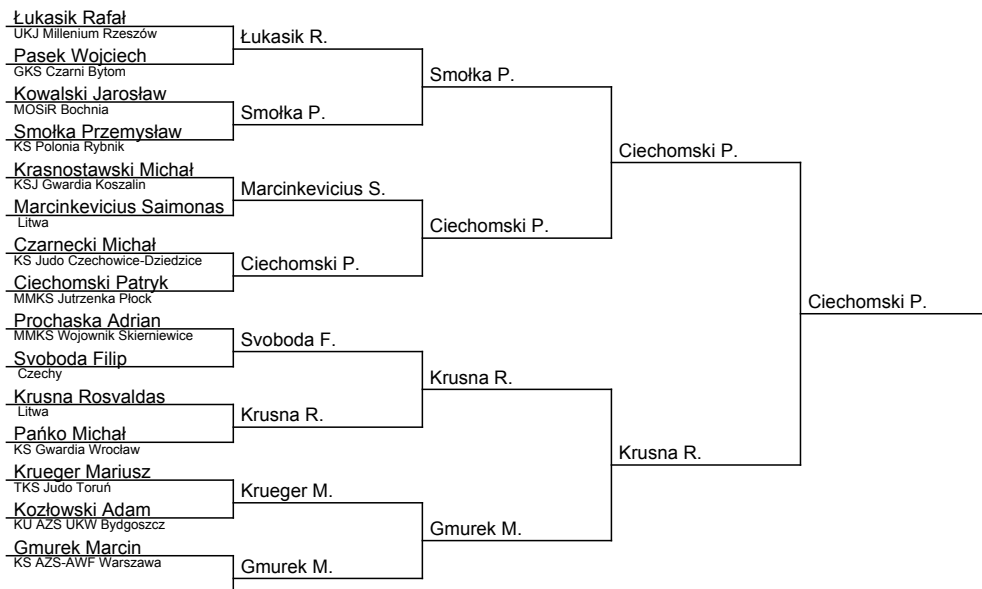 Łukasik Rafał
UKJ Millenium Rzeszów
Pasek Wojciech
GKS Czarni Bytom
Kowalski Jarosław
MOSiR Bochnia
Smołka Przemysław
KS Polonia Rybnik
Krasnostawski Michał
KSJ Gwardia Koszalin
Marcinkevicius Saimonas
Litwa
Czarnecki Michał
KS Judo Czechowice-Dziedzice
Ciechomski Patryk
MMKS Jutrzenka Płock
Prochaska Adrian
MMKS Wojownik Skierniewice
Svoboda Filip
Czechy
Krusna Rosvaldas
Litwa
Pańko Michał
KS Gwardia Wrocław
Krueger Mariusz
TKS Judo Toruń
Kozłowski Adam
KU AZS UKW Bydgoszcz
Gmurek Marcin
KS AZS-AWF Warszawa
Łukasik R.
Smołka P.
Marcinkevicius S.
Ciechomski P.
Svoboda F.
Krusna R.
Krueger M.
Gmurek M.
Smołka P.
Ciechomski P.
Krusna R.
Gmurek M.
Ciechomski P.
Krusna R.
Ciechomski P.